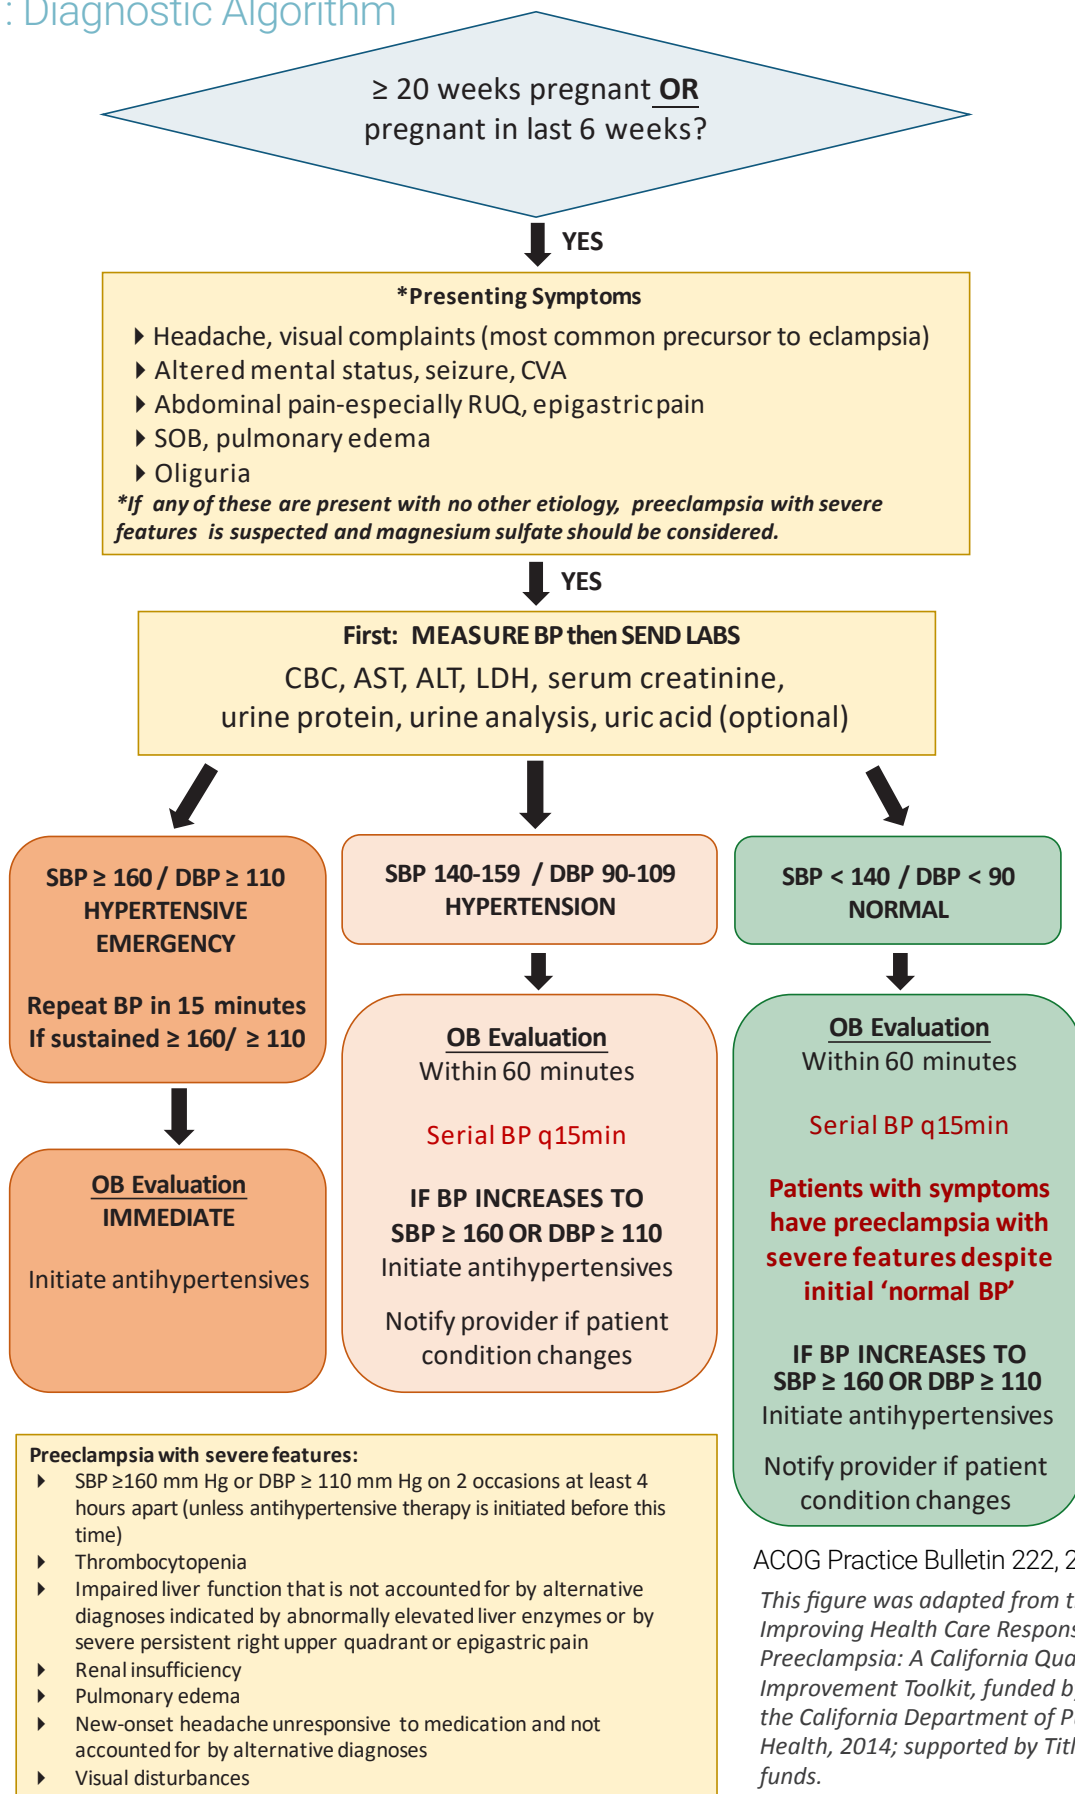 : Diagnostic Algorithm
≥ 20 weeks pregnant OR
pregnant in last 6 weeks?
YES
*Presenting Symptoms
Headache, visual complaints (most common precursor to eclampsia)
Altered mental status, seizure, CVA
Abdominal pain-especially RUQ, epigastric pain
SOB, pulmonary edema
Oliguria
*If any of these are present with no other etiology, preeclampsia with severe
features is suspected and magnesium sulfate should be considered.
YES
First: MEASURE BP then SEND LABS
CBC, AST, ALT, LDH, serum creatinine,
urine protein, urine analysis, uric acid (optional)
SBP ≥ 160 / DBP ≥ 110
HYPERTENSIVE
EMERGENCY
Repeat BP in 15 minutes
If sustained ≥ 160/ ≥ 110
OB Evaluation
IMMEDIATE
Initiate antihypertensives
SBP 140-159 / DBP 90-109
HYPERTENSION
OB Evaluation
Within 60 minutes
Serial BP q15min
IF BP INCREASES TO
SBP ≥ 160 OR DBP ≥ 110
Initiate antihypertensives
Notify provider if patient
condition changes
SBP < 140 / DBP < 90
NORMAL
OB Evaluation
Within 60 minutes
Serial BP q15min
Patients with symptoms
have preeclampsia with
severe features despite
initial ‘normal BP’
IF BP INCREASES TO
SBP ≥ 160 OR DBP ≥ 110
Initiate antihypertensives
Notify provider if patient
condition changes
Preeclampsia with severe features:
SBP ≥160 mm Hg or DBP ≥ 110 mm Hg on 2 occasions at least 4
hours apart (unless antihypertensive therapy is initiated before this
time)
Thrombocytopenia
Impaired liver function that is not accounted for by alternative
diagnoses indicated by abnormally elevated liver enzymes or by
severe persistent right upper quadrant or epigastric pain
Renal insufficiency
Pulmonary edema
New-onset headache unresponsive to medication and not
accounted for by alternative diagnoses
Visual disturbances
ACOG Practice Bulletin 222, 2
This figure was adapted from
Improving Health Care
Preeclampsia: A California
Improvement Toolkit, funded
the California Department of
Health, 2014; supported by
funds.